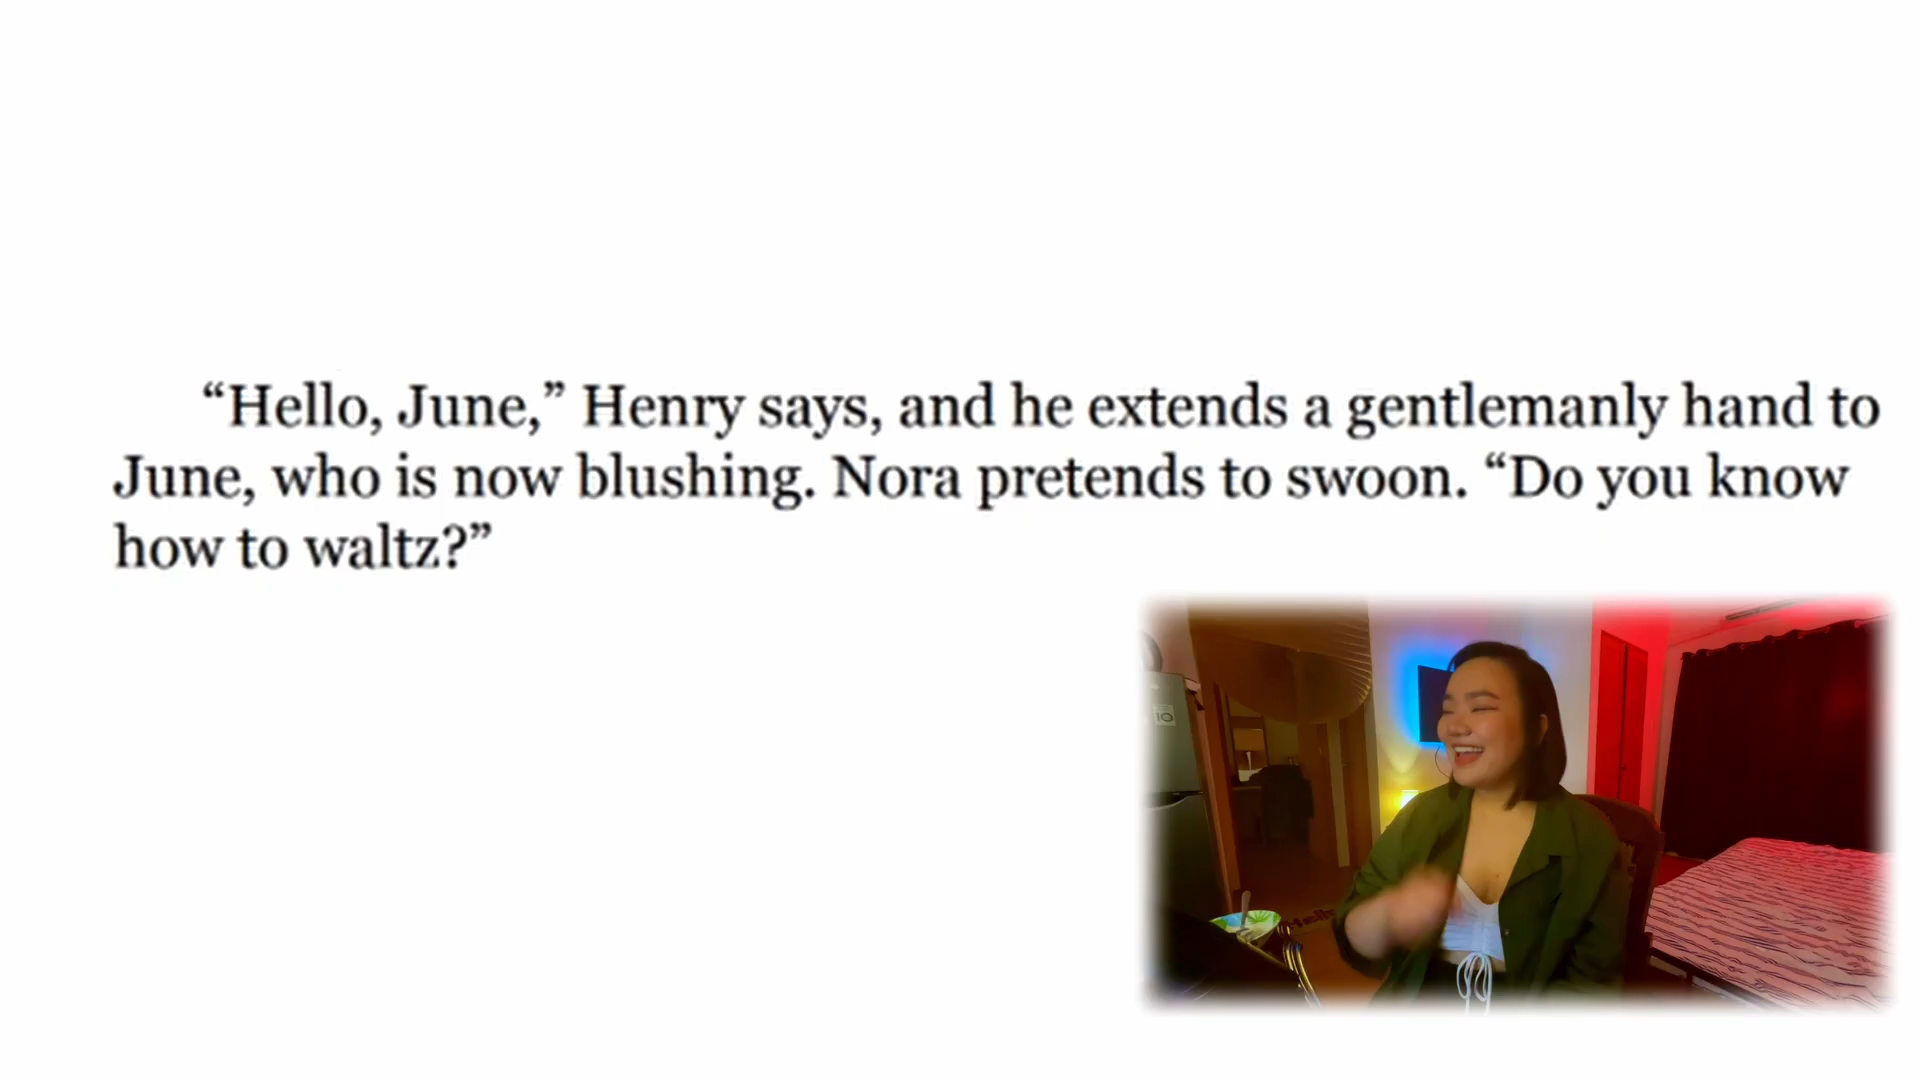 “Hello, June,” Henry says, and he extends a gentlemanly hand to
June, who is now blushing. Nora pretends to swoon. “Do you know
how to waltz?”
IO